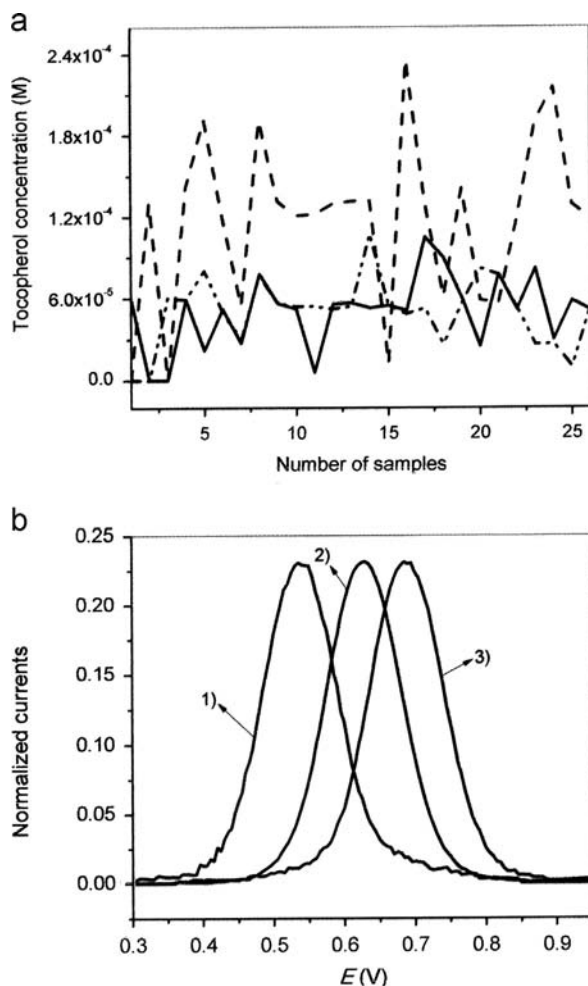 a
Tocopherol concentration (M)
2.4x10⁻⁴
1.8x10⁻⁴
1.2x10⁻⁴
6.0x10⁻⁵
0.0
5 10 15 20 25
Number of samples
b
Normalized currents
0.25
0.20
0.15
0.10
0.05
0.00
1)
2)
3)
0.3 0.4 0.5 0.6 0.7 0.8 0.9
E (V)